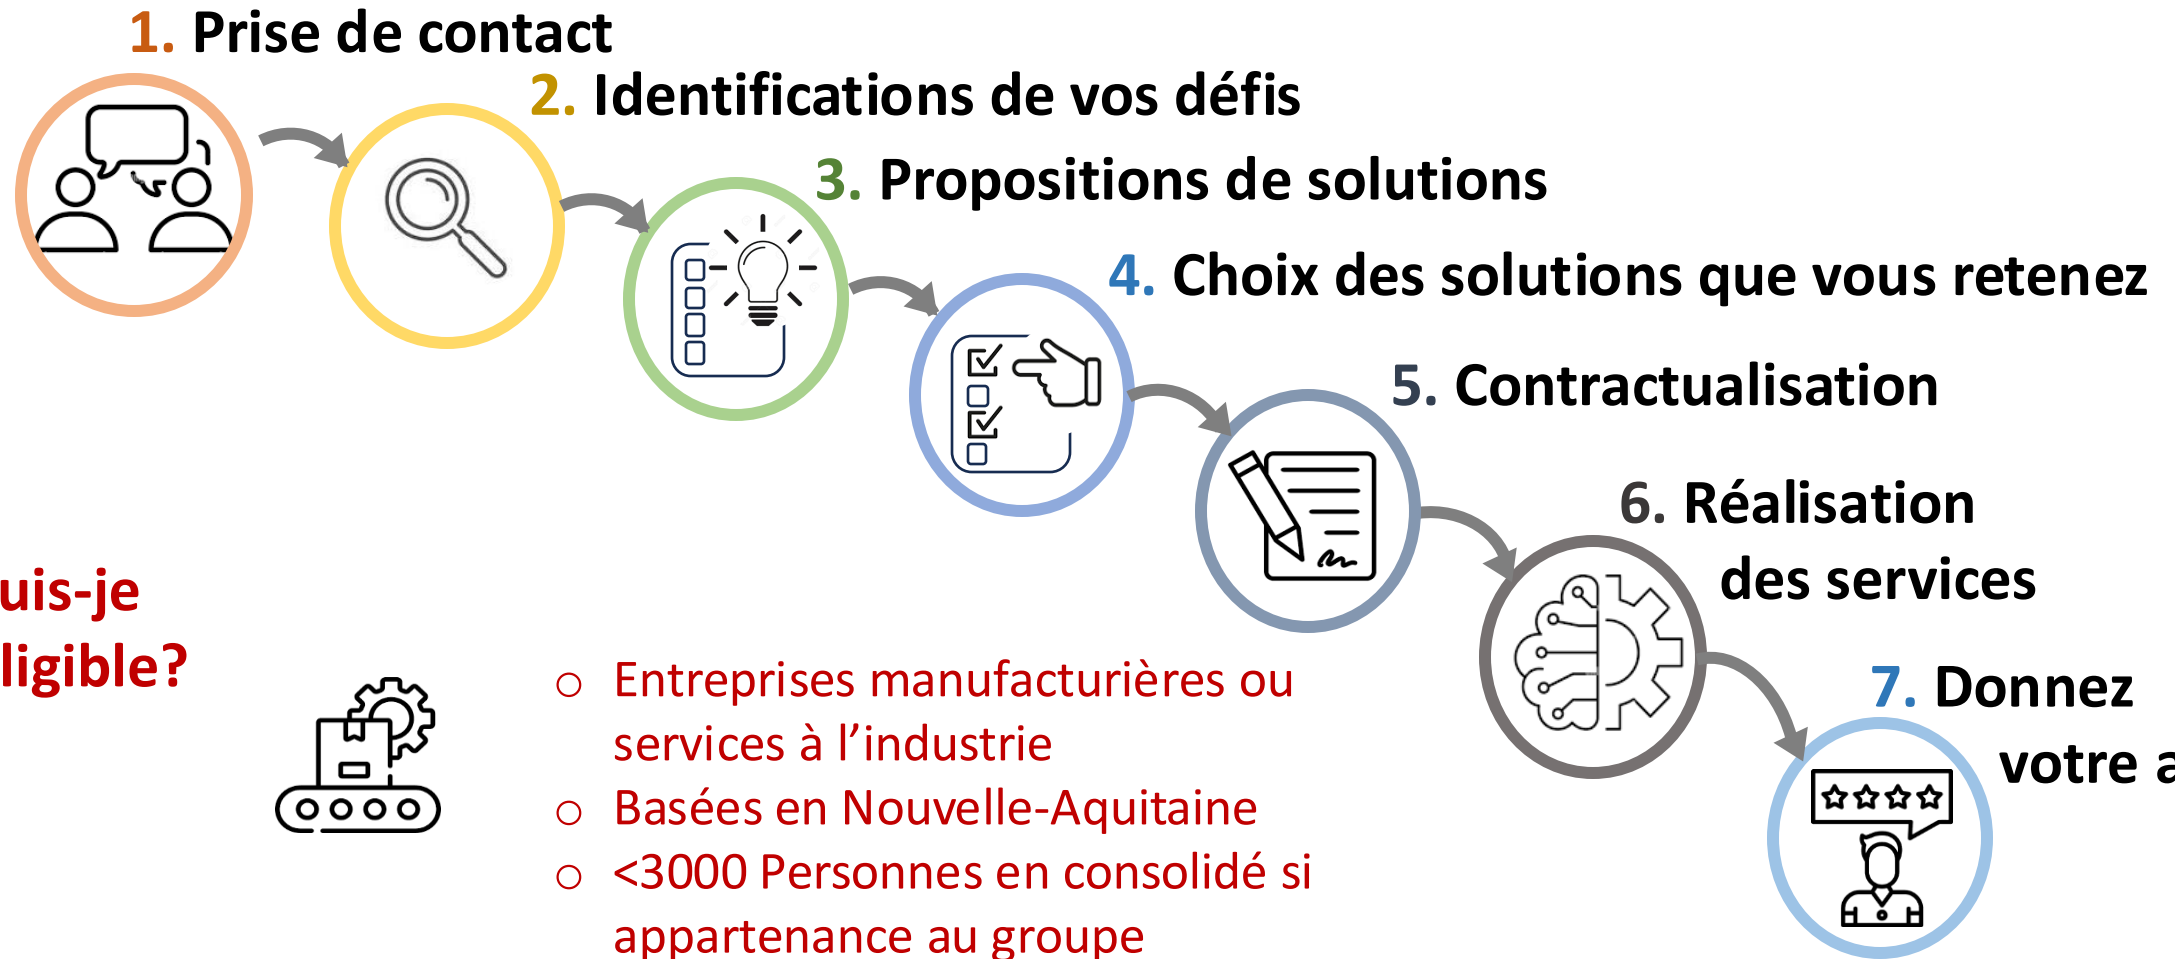 1. Prise de contact
2. Identifications de vos défis
3. Propositions de solutions
4. Choix des solutions que vous retenez
5. Contractualisation
6. Réalisation
des services
7. Donnez
votre a
uis-je
ligible?
o Entreprises manufacturières ou
services à l’industrie
o Basées en Nouvelle-Aquitaine
o <3000 Personnes en consolidé si
appartenance au groupe